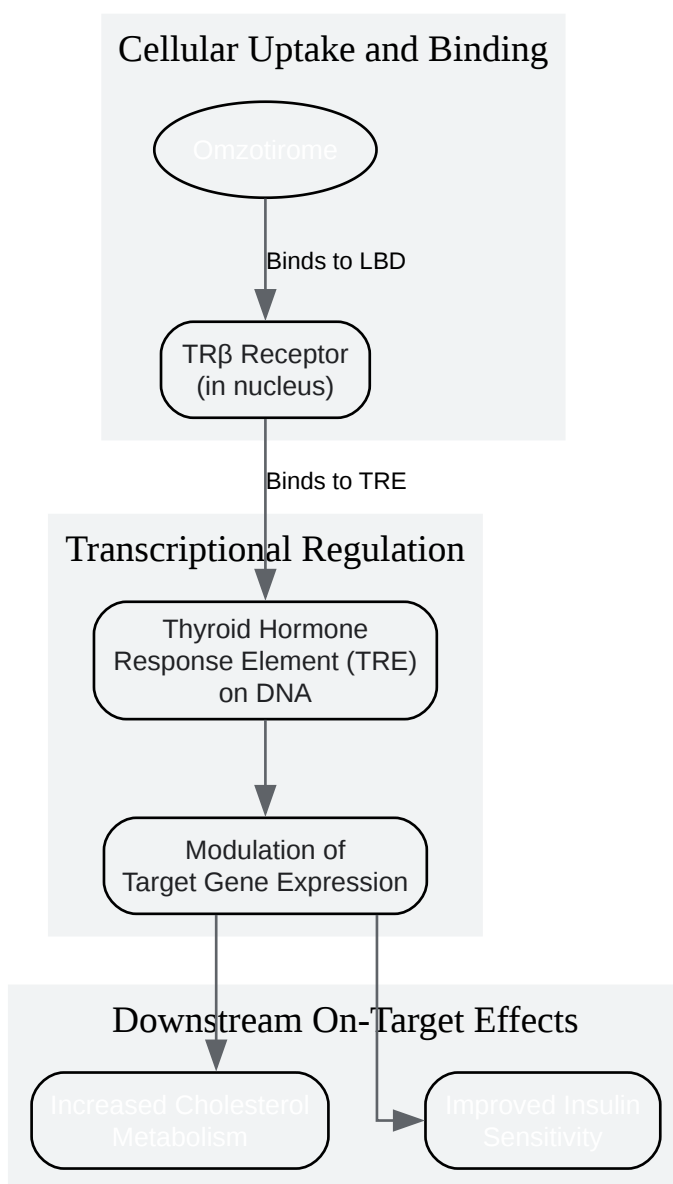 Cellular Uptake and Binding
Omzotirome
Binds to LBD
TRβ Receptor
(in nucleus)
Binds to TRE
Transcriptional Regulation
Thyroid Hormone
Response Element (TRE)
on DNA
Modulation of
Target Gene Expression
Downstream On-Target Effects
Increased Cholesterol
Metabolism
Improved Insulin
Sensitivity